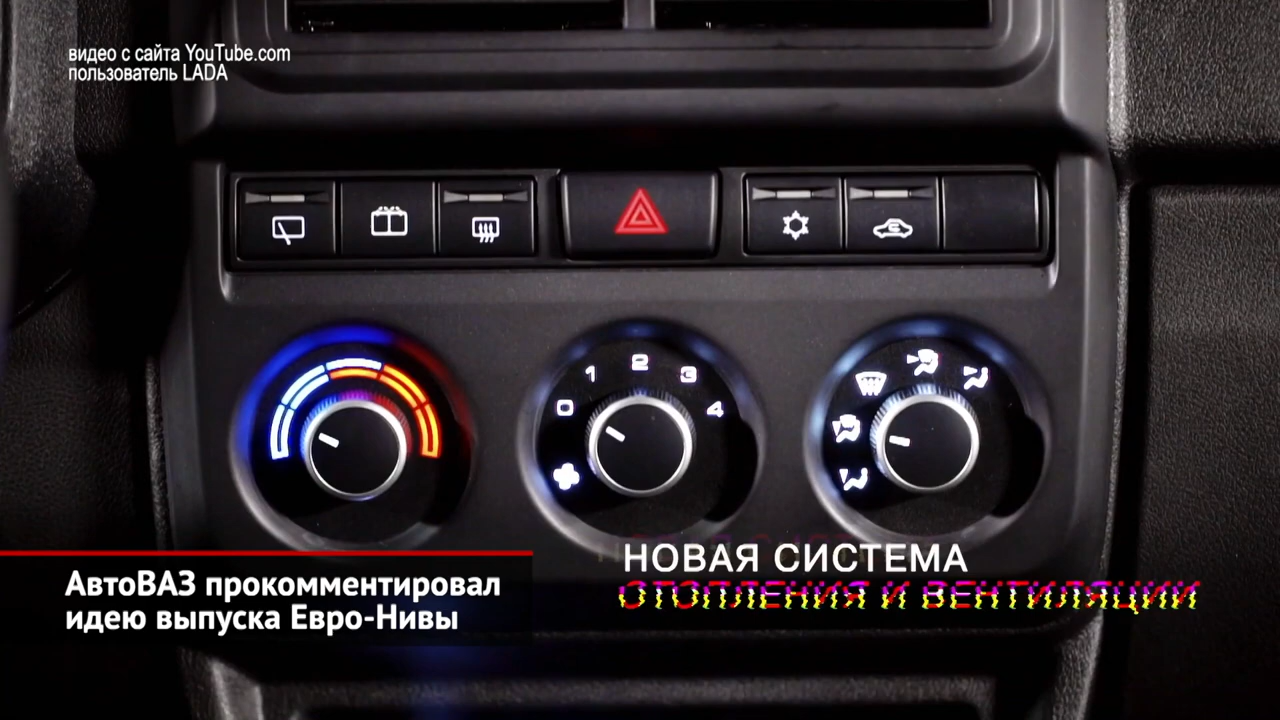 видео с сайта YouTube.com
пользователь LADA
0 1 2 3 4
НОВАЯ СИСТЕМА
ОТОПЛЕНИЯ И ВЕНТИЛЯЦИИ
АвтоВАЗ прокомментировал
идею выпуска Евро-Нивы